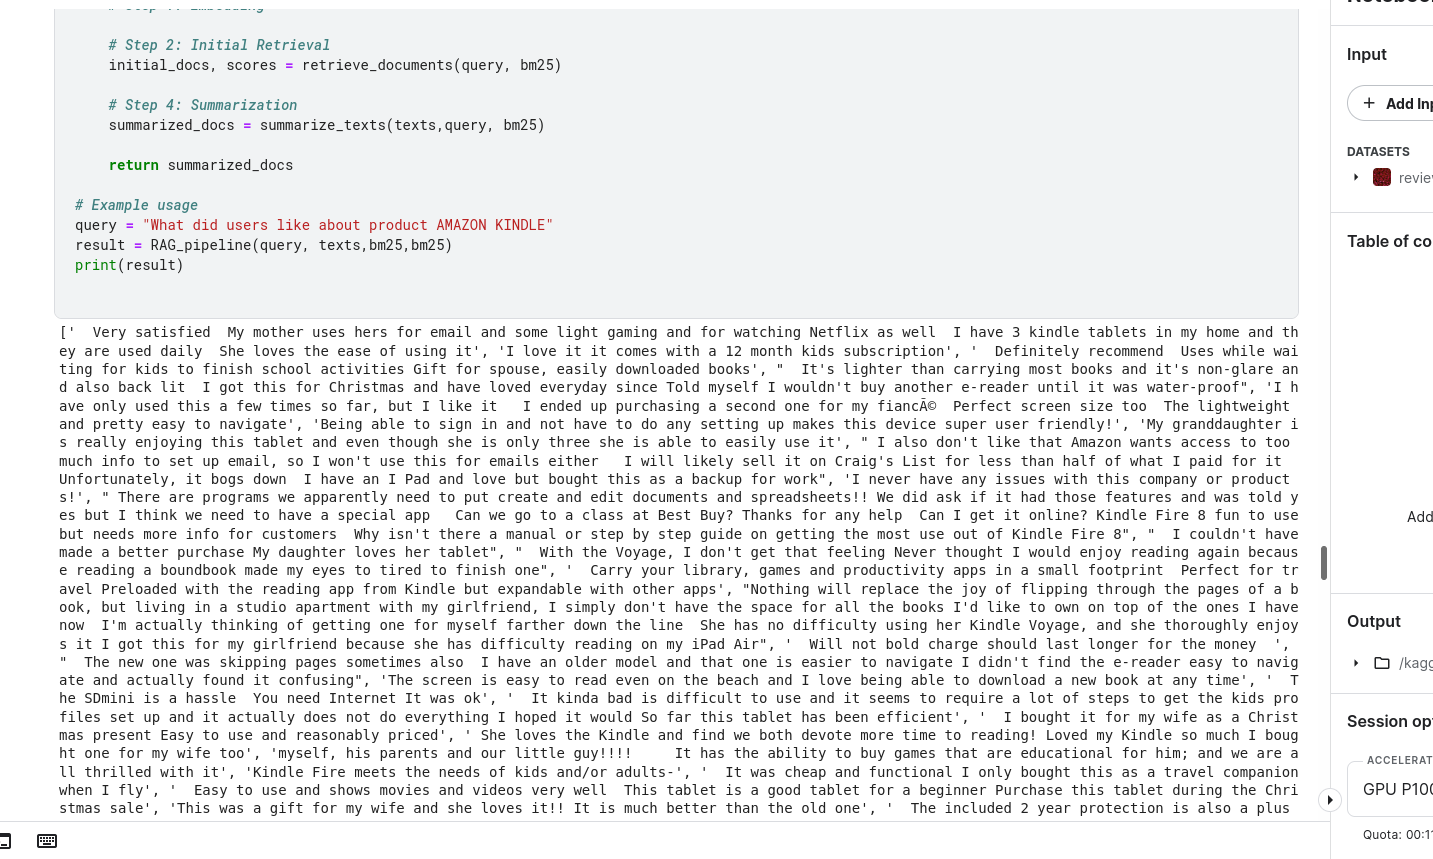 # Step 2: Initial Retrieval
initial_docs, scores = retrieve_documents(query, bm25)
# Step 4: Summarization
summarized_docs = summarize_texts(texts,query, bm25)
return summarized_docs
# Example usage
query = "What did users like about product AMAZON KINDLE"
result = RAG_pipeline(query, texts,bm25,bm25)
print(result)
['  Very satisfied  My mother uses hers for email and some light gaming and for watching Netflix as well  I have 3 kindle tablets in my home and th
ey are used daily  She loves the ease of using it', 'I love it it comes with a 12 month kids subscription', '  Definitely recommend  Uses while wai
ting for kids to finish school activities Gift for spouse, easily downloaded books', "  It's lighter than carrying most books and it's non-glare an
d also back lit  I got this for Christmas and have loved everyday since Told myself I wouldn't buy another e-reader until it was water-proof", 'I h
ave only used this a few times so far, but I like it   I ended up purchasing a second one for my fiancÃ©  Perfect screen size too  The lightweight
and pretty easy to navigate', 'Being able to sign in and not have to do any setting up makes this device super user friendly!', 'My granddaughter i
s really enjoying this tablet and even though she is only three she is able to easily use it', " I also don't like that Amazon wants access to too
much info to set up email, so I won't use this for emails either   I will likely sell it on Craig's List for less than half of what I paid for it
Unfortunately, it bogs down  I have an I Pad and love but bought this as a backup for work", 'I never have any issues with this company or product
s!', " There are programs we apparently need to put create and edit documents and spreadsheets!! We did ask if it had those features and was told y
es but I think we need to have a special app   Can we go to a class at Best Buy? Thanks for any help  Can I get it online? Kindle Fire 8 fun to use
but needs more info for customers  Why isn't there a manual or step by step guide on getting the most use out of Kindle Fire 8", "  I couldn't have
made a better purchase My daughter loves her tablet", "  With the Voyage, I don't get that feeling Never thought I would enjoy reading again becaus
e reading a boundbook made my eyes to tired to finish one", '  Carry your library, games and productivity apps in a small footprint  Perfect for tr
avel Preloaded with the reading app from Kindle but expandable with other apps', "Nothing will replace the joy of flipping through the pages of a b
ook, but living in a studio apartment with my girlfriend, I simply don't have the space for all the books I'd like to own on top of the ones I have
now  I'm actually thinking of getting one for myself farther down the line  She has no difficulty using her Kindle Voyage, and she thoroughly enjoy
s it I got this for my girlfriend because she has difficulty reading on my iPad Air", '  Will not bold charge should last longer for the money  ',
"  The new one was skipping pages sometimes also  I have an older model and that one is easier to navigate I didn't find the e-reader easy to navig
ate and actually found it confusing", 'The screen is easy to read even on the beach and I love being able to download a new book at any time', '  T
he SDmini is a hassle  You need Internet It was ok', '  It kinda bad is difficult to use and it seems to require a lot of steps to get the kids pro
files set up and it actually does not do everything I hoped it would So far this tablet has been efficient', '  I bought it for my wife as a Christ
mas present Easy to use and reasonably priced', ' She loves the Kindle and find we both devote more time to reading! Loved my Kindle so much I boug
ht one for my wife too', 'myself, his parents and our little guy!!!!     It has the ability to buy games that are educational for him; and we are a
ll thrilled with it', 'Kindle Fire meets the needs of kids and/or adults-', '  It was cheap and functional I only bought this as a travel companion
when I fly', '  Easy to use and shows movies and videos very well  This tablet is a good tablet for a beginner Purchase this tablet during the Chri
stmas sale', 'This was a gift for my wife and she loves it!! It is much better than the old one', '  The included 2 year protection is also a plus
Input
+ Add Inp
DATASETS
revie
Table of co
Add
Output
/kagg
Session opt
ACCELERAT
GPU P100
Quota: 00:11